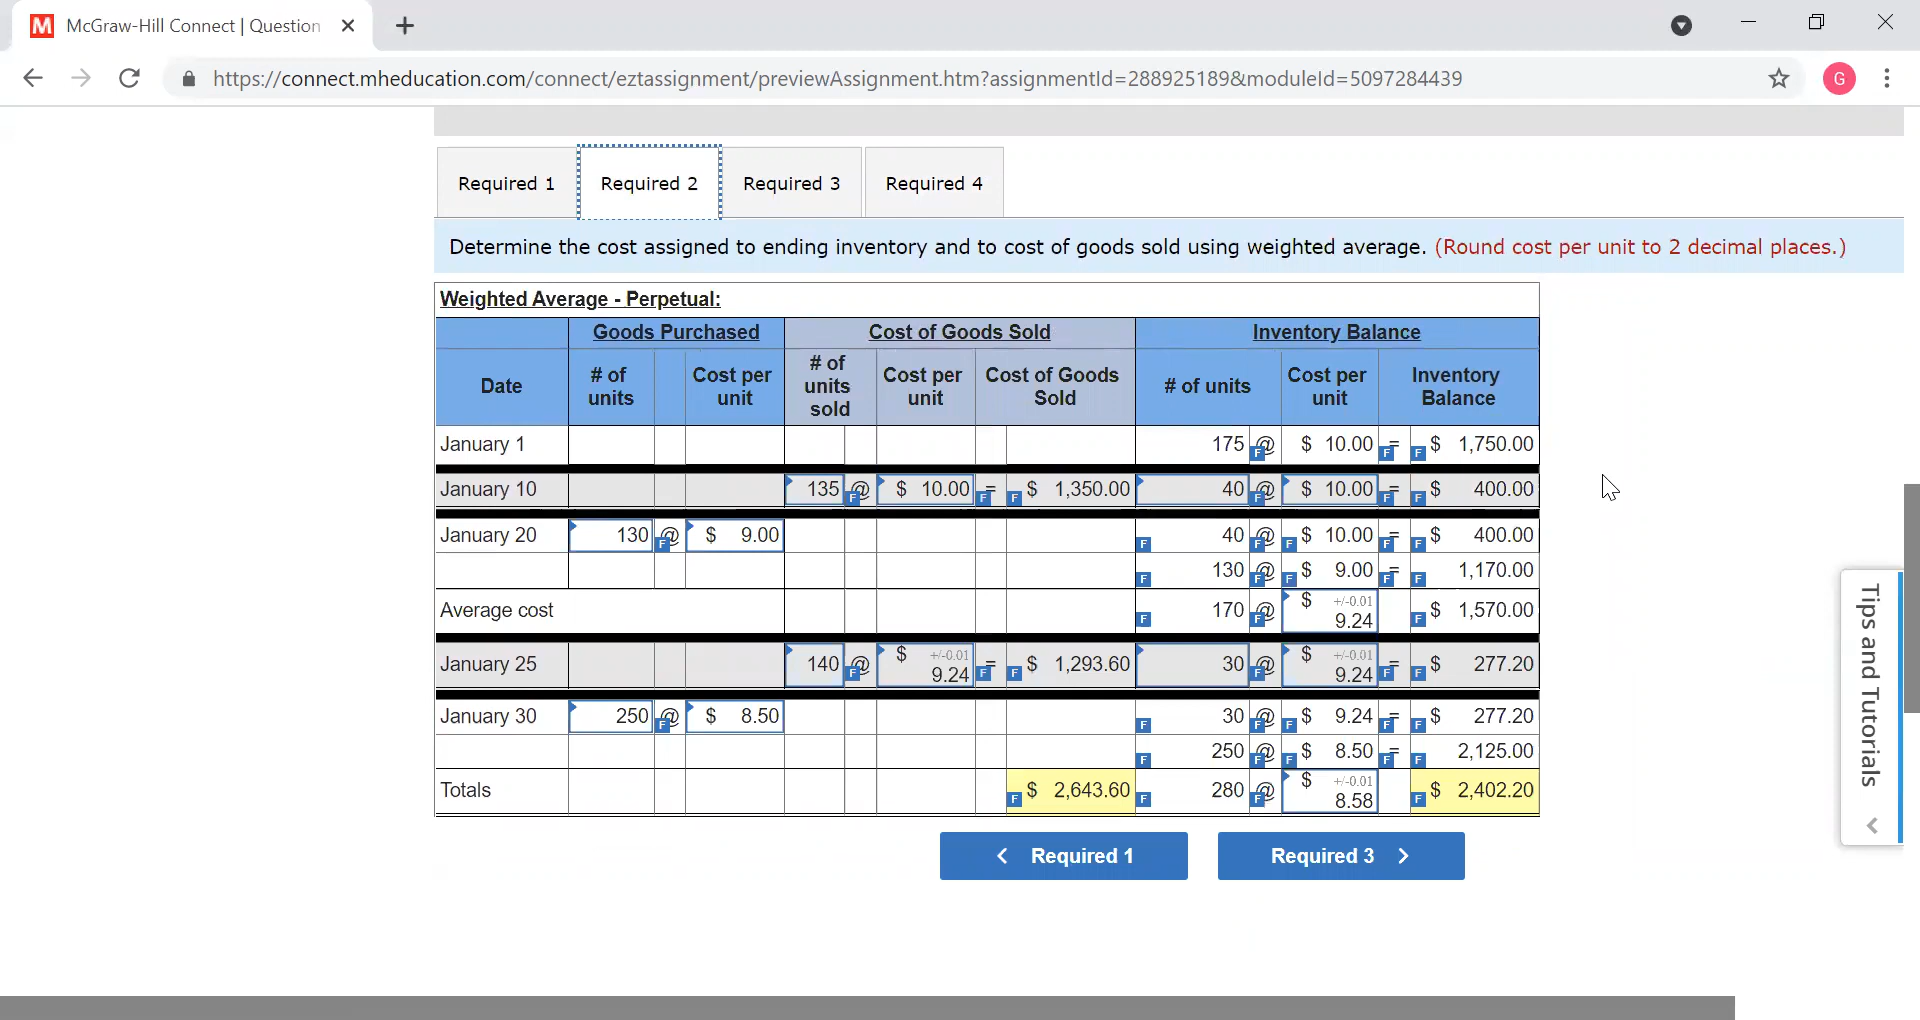 McGraw-Hill Connect | Question
https://connect.mheducation.com/connect/eztassignment/previewAssignment.htm?assignmentId=288925189&moduleId=5097284439
G
Required 1 Required 2 Required 3 Required 4
Determine the cost assigned to ending inventory and to cost of goods sold using weighted average. (Round cost per unit to 2 decimal places.)
Weighted Average - Perpetual:
Goods Purchased Cost of Goods Sold Inventory Balance
Date # of units Cost per unit # of units sold Cost per unit Cost of Goods Sold # of units Cost per unit Inventory Balance
January 1 175 @ $ 10.00 = $ 1,750.00
January 10 135 @ $ 10.00 = $ 1,350.00 40 @ $ 10.00 = $ 400.00
January 20 130 @ $ 9.00 40 @ $ 10.00 = $ 400.00
130 @ $ 9.00 = 1,170.00
Average cost 170 @ $ +/-0.01 9.24 $ 1,570.00
January 25 140 @ $ +/-0.01 9.24 = $ 1,293.60 30 @ $ +/-0.01 9.24 = $ 277.20
January 30 250 @ $ 8.50 30 @ $ 9.24 = $ 277.20
250 @ $ 8.50 = 2,125.00
Totals $ 2,643.60 280 @ $ +/-0.01 8.58 $ 2,402.20
Required 1 Required 3
Tips and Tutorials